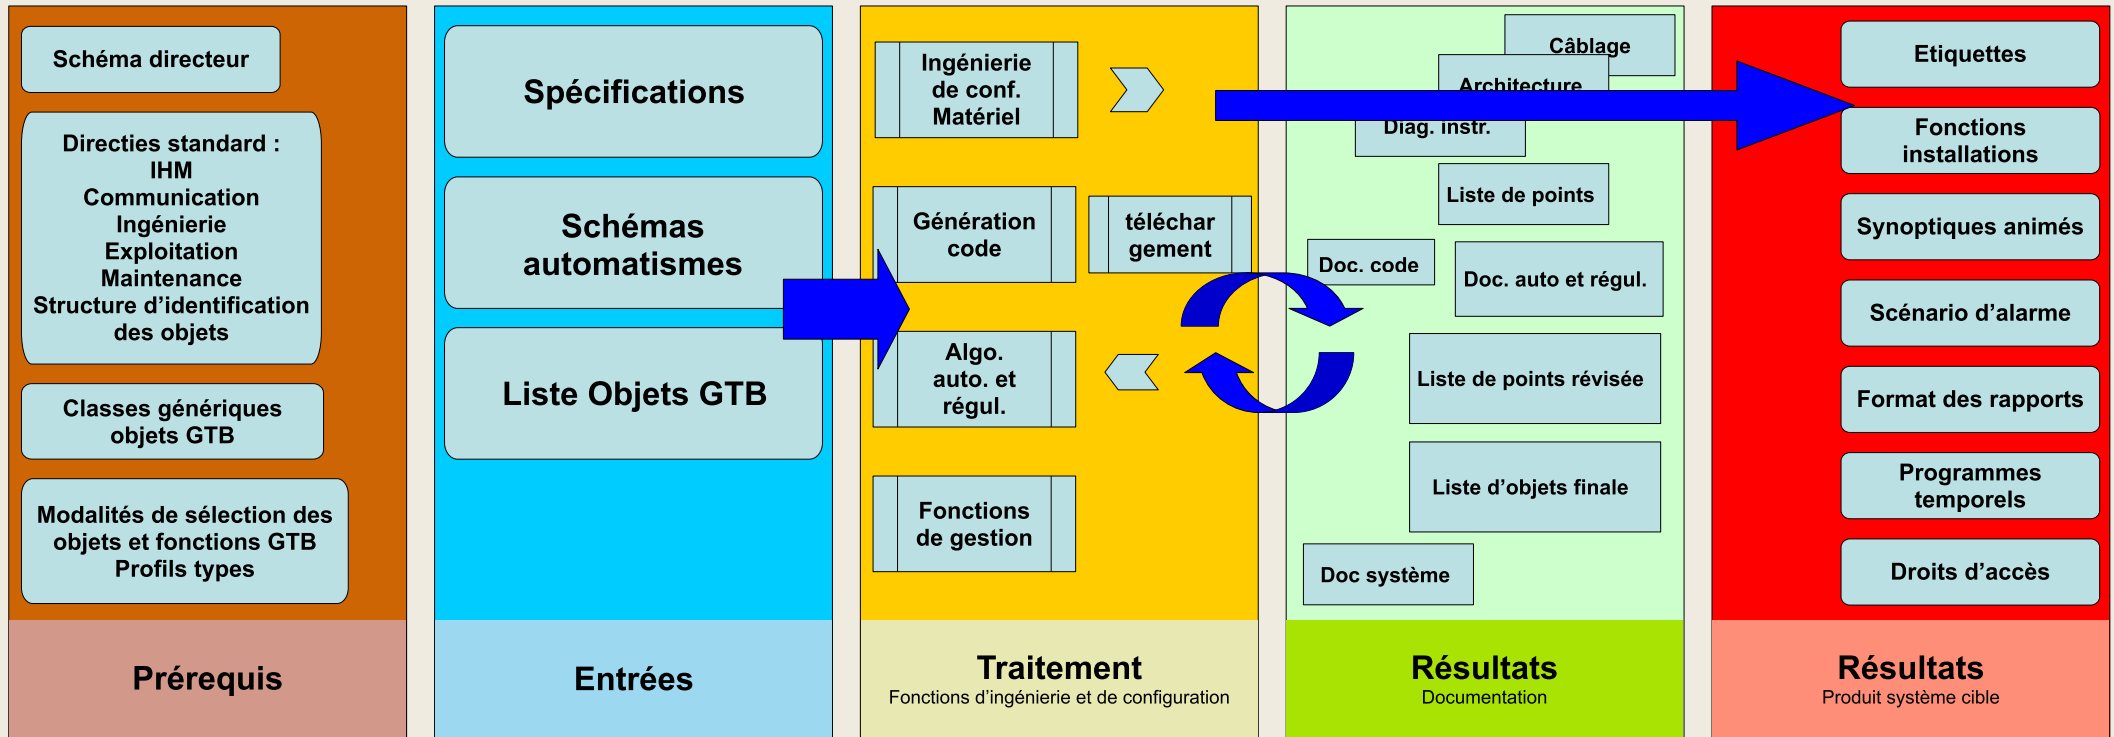 Schéma directeur
Directies standard :
IHM
Communication
Ingénierie
Exploitation
Maintenance
Structure d’identification
des objets
Classes génériques
objets GTB
Modalités de sélection des
objets et fonctions GTB
Profils types
Prérequis
Spécifications
Schémas
automatismes
Liste Objets GTB
Entrées
Ingénierie
de conf.
Matériel
Génération
code
téléchar
gement
Algo.
auto. et
régul.
Fonctions
de gestion
Traitement
Fonctions d’ingénierie et de configuration
Câblage
Architecture
Diag. instr.
Liste de points
Doc. code
Doc. auto et régul.
Liste de points révisée
Liste d’objets finale
Doc système
Résultats
Documentation
Etiquettes
Fonctions
installations
Synoptiques animés
Scénario d’alarme
Format des rapports
Programmes
temporels
Droits d’accès
Résultats
Produit système cible